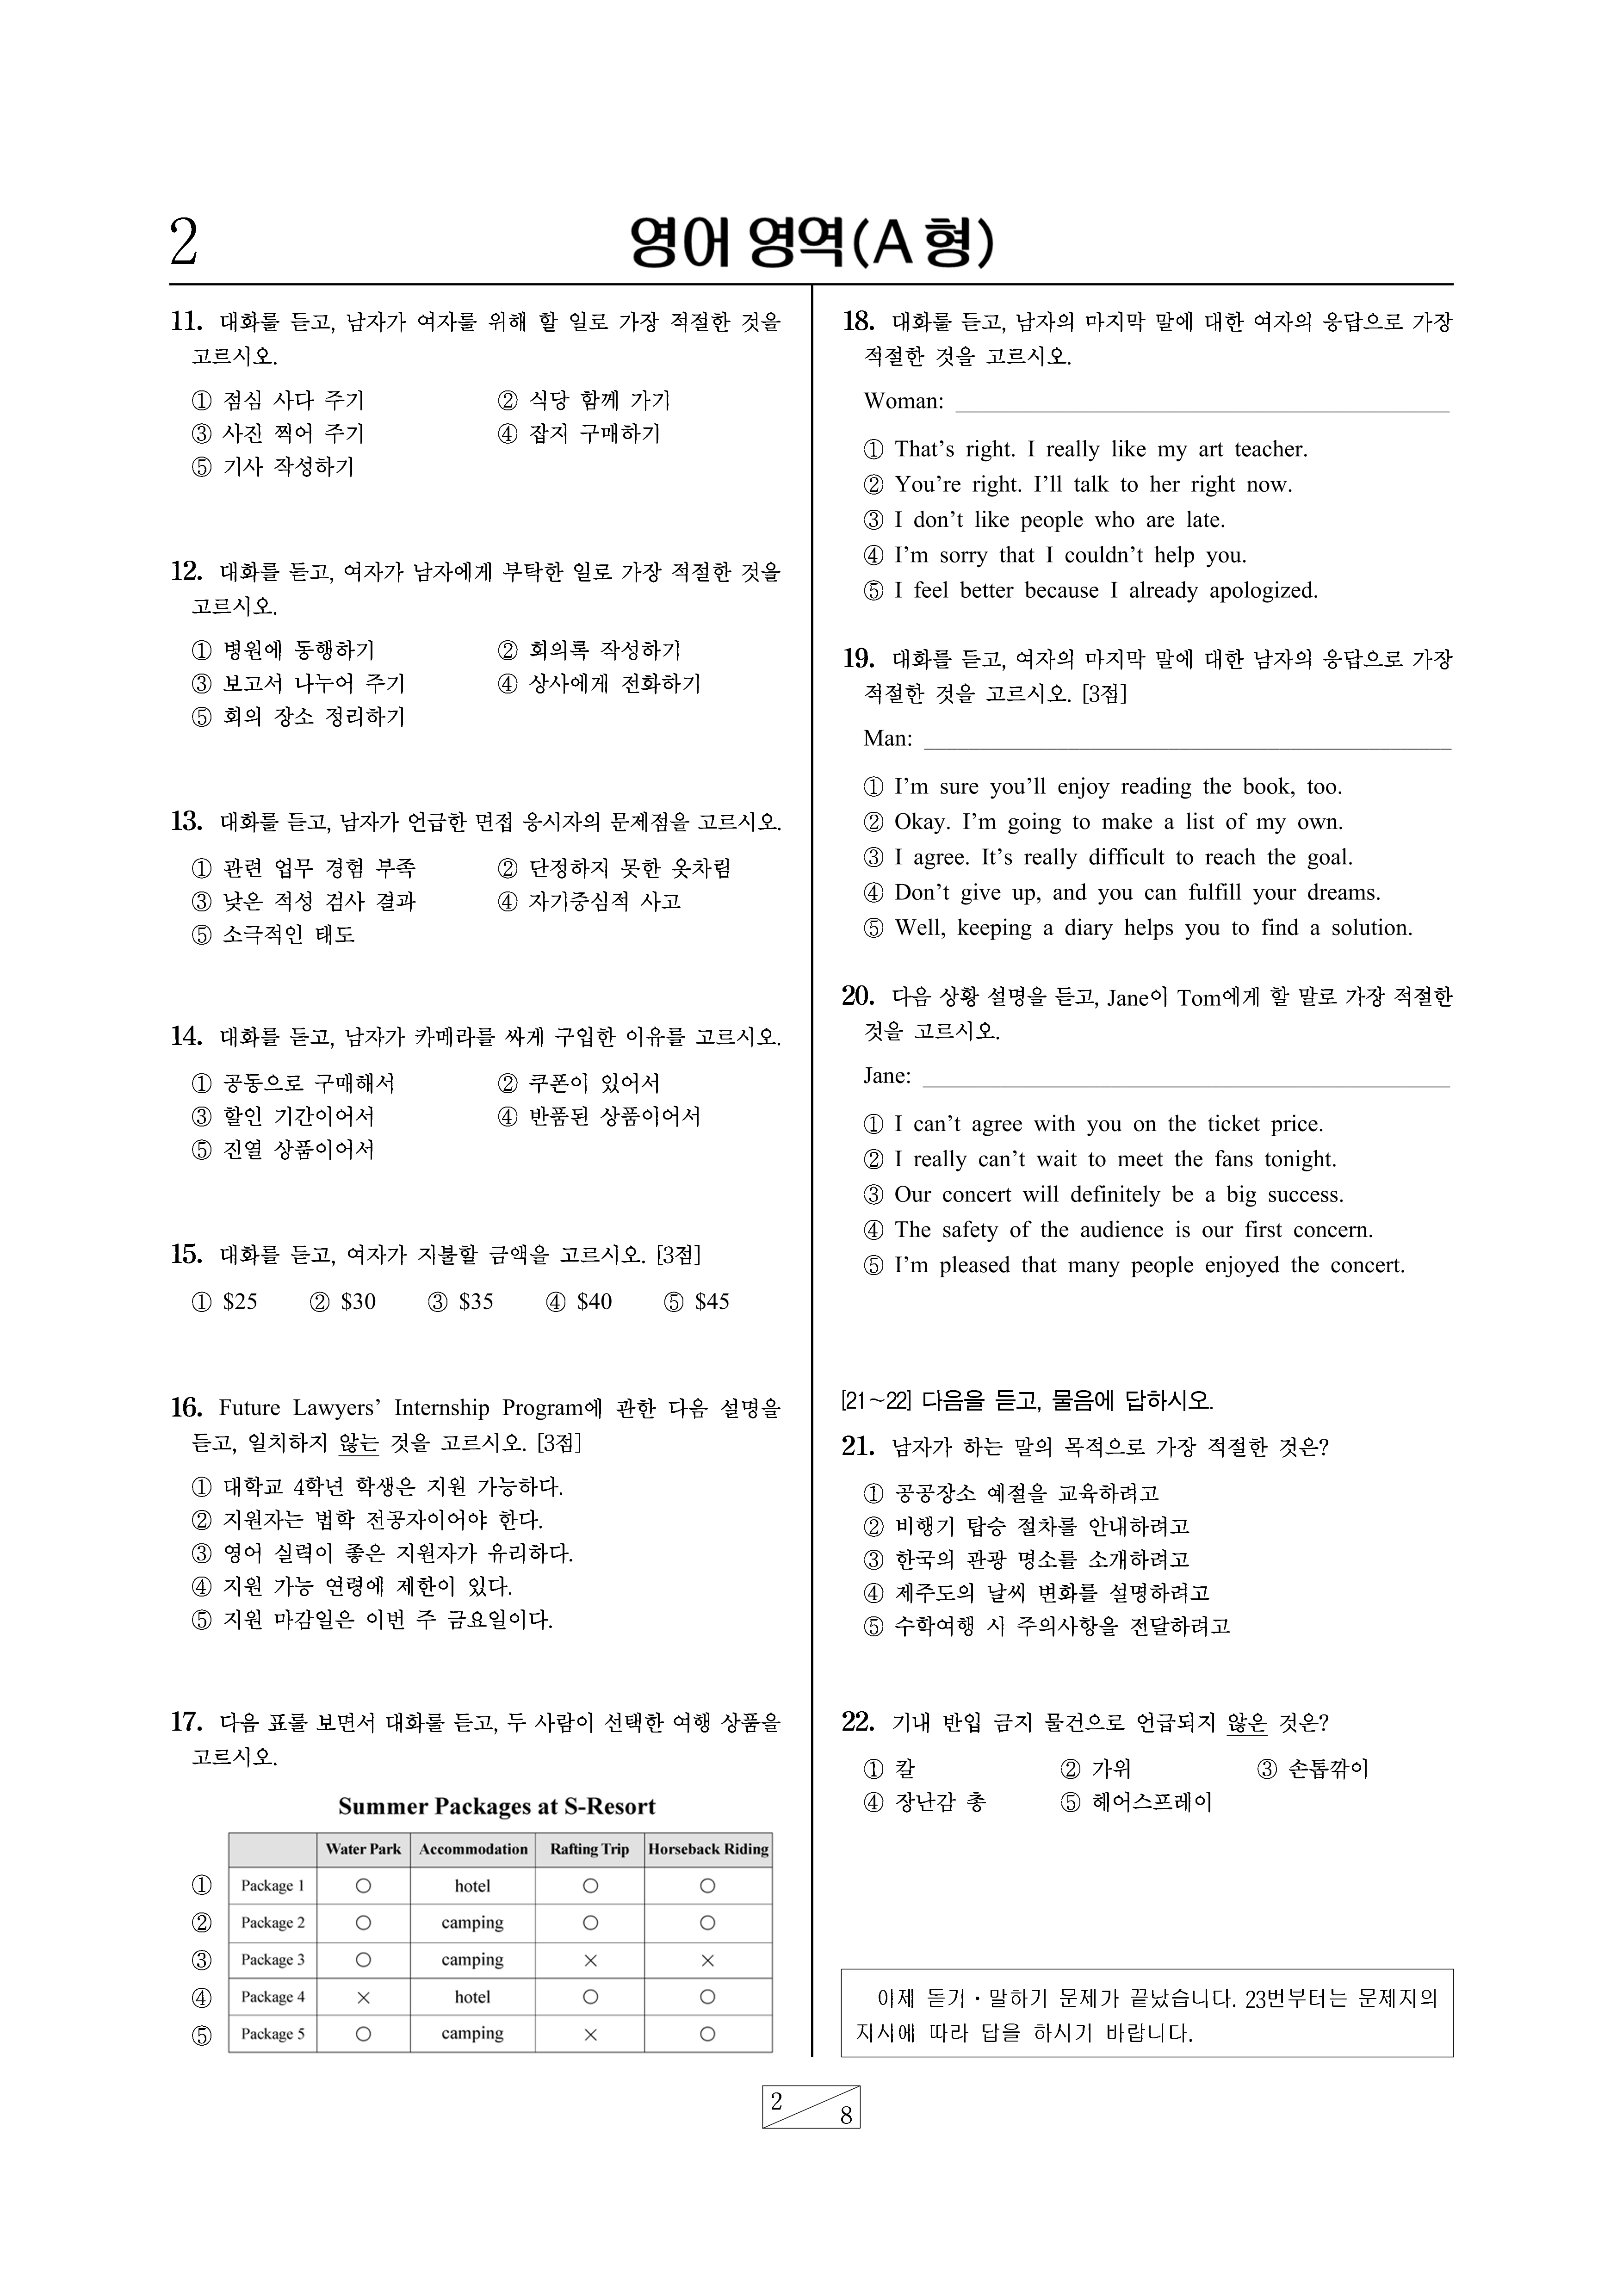 2
영어 영역(A 형)
11. 대화를 듣고, 남자가 여자를 위해 할 일로 가장 적절한 것을
고르시오.
① 점심 사다 주기 ② 식당 함께 가기
③ 사진 찍어 주기 ④ 잡지 구매하기
⑤ 기사 작성하기
12. 대화를 듣고, 여자가 남자에게 부탁한 일로 가장 적절한 것을
고르시오.
① 병원에 동행하기 ② 회의록 작성하기
③ 보고서 나누어 주기 ④ 상사에게 전화하기
⑤ 회의 장소 정리하기
13. 대화를 듣고, 남자가 언급한 면접 응시자의 문제점을 고르시오.
① 관련 업무 경험 부족 ② 단정하지 못한 옷차림
③ 낮은 적성 검사 결과 ④ 자기중심적 사고
⑤ 소극적인 태도
14. 대화를 듣고, 남자가 카메라를 싸게 구입한 이유를 고르시오.
① 공동으로 구매해서 ② 쿠폰이 있어서
③ 할인 기간이어서 ④ 반품된 상품이어서
⑤ 진열 상품이어서
15. 대화를 듣고, 여자가 지불할 금액을 고르시오. [3점]
① $25 ② $30 ③ $35 ④ $40 ⑤ $45
16. Future Lawyers’ Internship Program에 관한 다음 설명을
듣고, 일치하지 않는 것을 고르시오. [3점]
① 대학교 4학년 학생은 지원 가능하다.
② 지원자는 법학 전공자이어야 한다.
③ 영어 실력이 좋은 지원자가 유리하다.
④ 지원 가능 연령에 제한이 있다.
⑤ 지원 마감일은 이번 주 금요일이다.
17. 다음 표를 보면서 대화를 듣고, 두 사람이 선택한 여행 상품을
고르시오.
Summer Packages at S-Resort
Water Park Accommodation Rafting Trip Horseback Riding
① Package 1 ○ hotel ○ ○
② Package 2 ○ camping ○ ○
③ Package 3 ○ camping × ×
④ Package 4 × hotel ○ ○
⑤ Package 5 ○ camping × ○
18. 대화를 듣고, 남자의 마지막 말에 대한 여자의 응답으로 가장
적절한 것을 고르시오.
Woman:
① That’s right. I really like my art teacher.
② You’re right. I’ll talk to her right now.
③ I don’t like people who are late.
④ I’m sorry that I couldn’t help you.
⑤ I feel better because I already apologized.
19. 대화를 듣고, 여자의 마지막 말에 대한 남자의 응답으로 가장
적절한 것을 고르시오. [3점]
Man:
① I’m sure you’ll enjoy reading the book, too.
② Okay. I’m going to make a list of my own.
③ I agree. It’s really difficult to reach the goal.
④ Don’t give up, and you can fulfill your dreams.
⑤ Well, keeping a diary helps you to find a solution.
20. 다음 상황 설명을 듣고, Jane이 Tom에게 할 말로 가장 적절한
것을 고르시오.
Jane:
① I can’t agree with you on the ticket price.
② I really can’t wait to meet the fans tonight.
③ Our concert will definitely be a big success.
④ The safety of the audience is our first concern.
⑤ I’m pleased that many people enjoyed the concert.
[21~22] 다음을 듣고, 물음에 답하시오.
21. 남자가 하는 말의 목적으로 가장 적절한 것은?
① 공공장소 예절을 교육하려고
② 비행기 탑승 절차를 안내하려고
③ 한국의 관광 명소를 소개하려고
④ 제주도의 날씨 변화를 설명하려고
⑤ 수학여행 시 주의사항을 전달하려고
22. 기내 반입 금지 물건으로 언급되지 않은 것은?
① 칼 ② 가위 ③ 손톱깎이
④ 장난감 총 ⑤ 헤어스프레이
이제 듣기・말하기 문제가 끝났습니다. 23번부터는 문제지의
지시에 따라 답을 하시기 바랍니다.
2
8